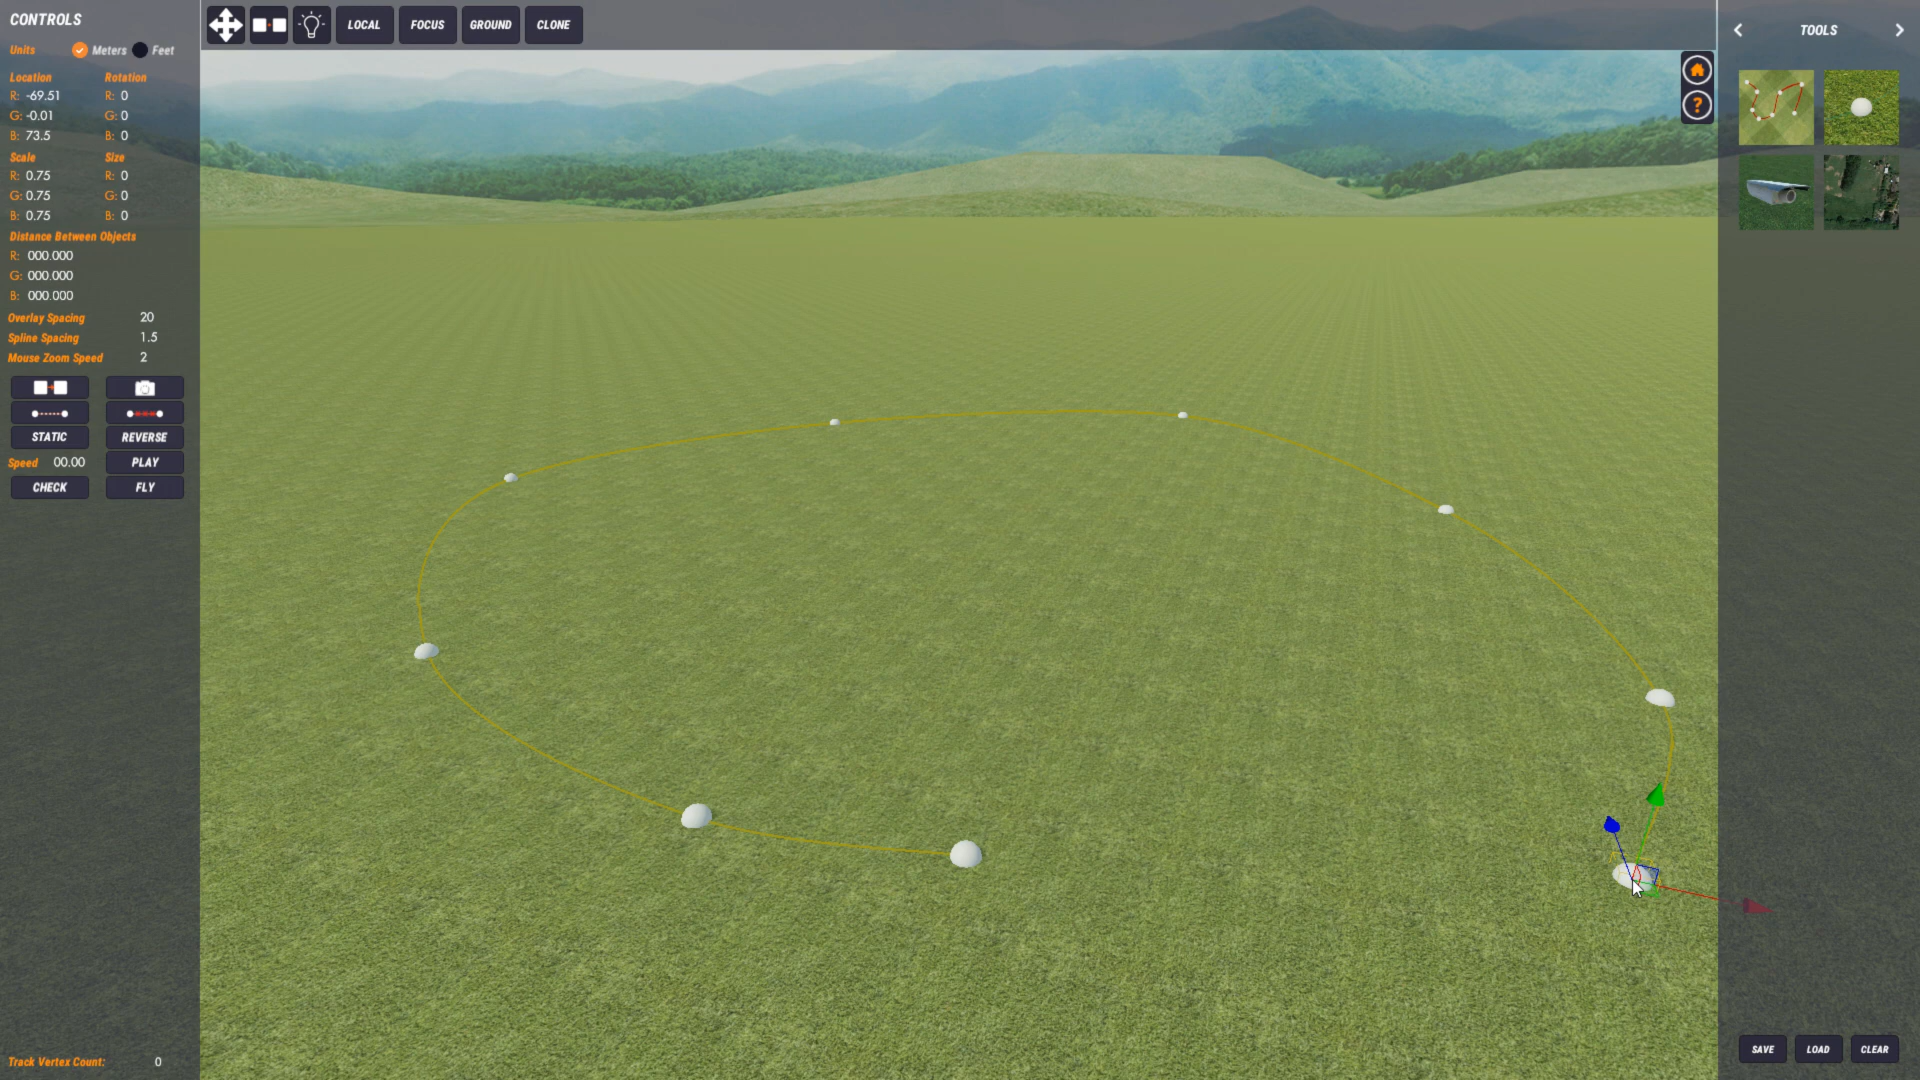 CONTROLS
Units Meters Feet
Location Rotation
R: -69.51 R: 0
G: -0.01 G: 0
B: 73.5 B: 0
Scale Size
R: 0.75 R: 0
G: 0.75 G: 0
B: 0.75 B: 0
Distance Between Objects
R: 000.000
G: 000.000
B: 000.000
Overlay Spacing 20
Spline Spacing 1.5
Mouse Zoom Speed 2
STATIC REVERSE
Speed 00.00 PLAY
CHECK FLY
Track Vertex Count: 0
LOCAL FOCUS GROUND CLONE
?
TOOLS
SAVE LOAD CLEAR